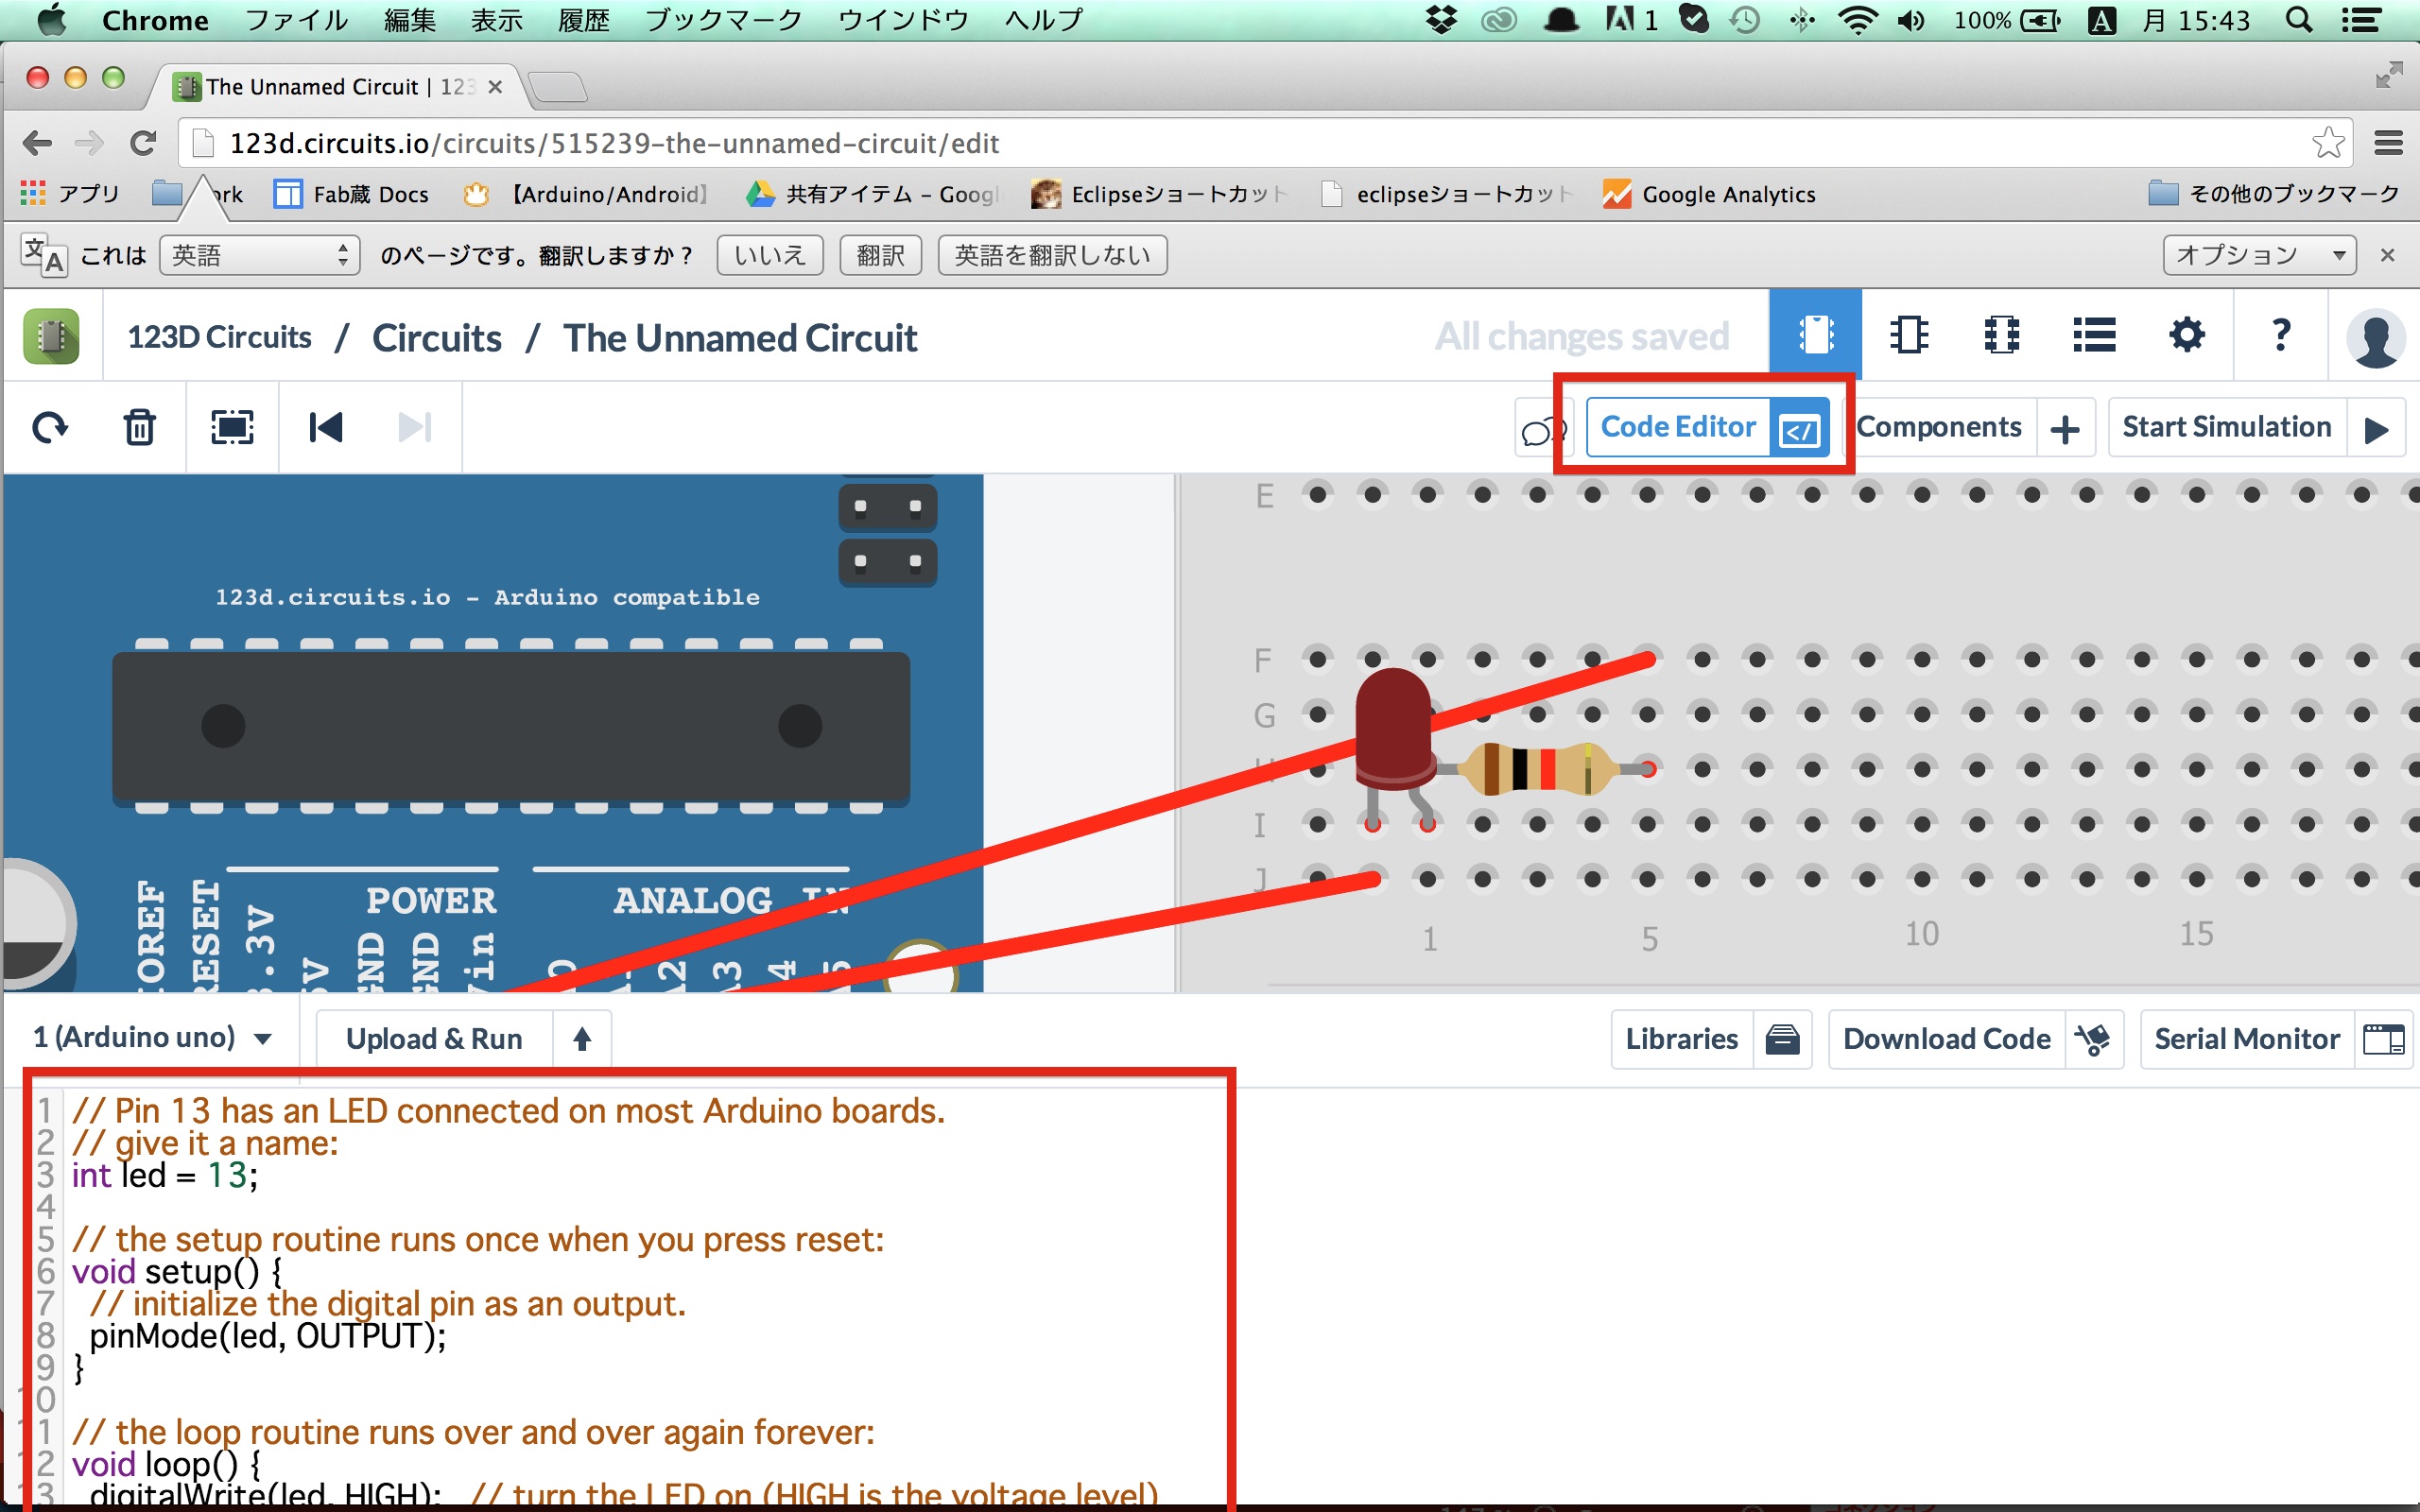 Chrome ファイル 編集 表示 履歴 ブックマーク ウインドウ ヘルプ 1 100% A 月 15:43
The Unnamed Circuit | 123
123d.circuits.io/circuits/515239-the-unnamed-circuit/edit
アプリ Fab蔵 Docs 【Arduino/Android】 共有アイテム - Googl Eclipseショートカット eclipseショートカット Google Analytics その他のブックマーク
文A これは 英語 のページです。翻訳しますか？ いいえ 翻訳 英語を翻訳しない オプション
123D Circuits / Circuits / The Unnamed Circuit All changes saved ?
Code Editor </> Components + Start Simulation
E
123d.circuits.io - Arduino compatible
F
G
H
I
J
POWER ANALOG IN
IOREF RESET 3.3V 5V GND GND Vin A2 A3
1 5 10 15
1 (Arduino uno) Upload & Run Libraries Download Code Serial Monitor
1 // Pin 13 has an LED connected on most Arduino boards.
2 // give it a name:
3 int led = 13;
4
5 // the setup routine runs once when you press reset:
6 void setup() {
7 // initialize the digital pin as an output.
8 pinMode(led, OUTPUT);
9 }
10
11 // the loop routine runs over and over again forever:
12 void loop() {
13 digitalWrite(led, HIGH); // turn the LED on (HIGH is the voltage level)